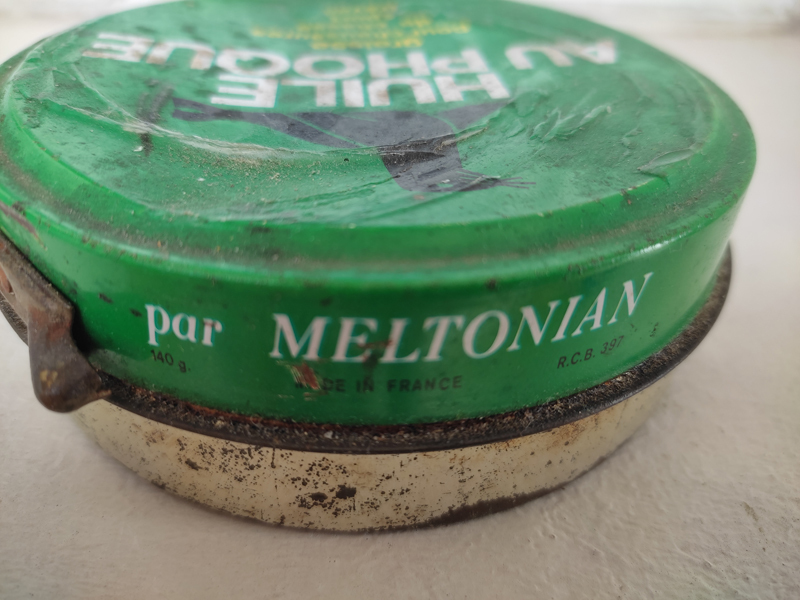 HUILE
AU PHOQUE
par MELTONIAN
140 g.
MADE IN FRANCE
R.C.B. 397